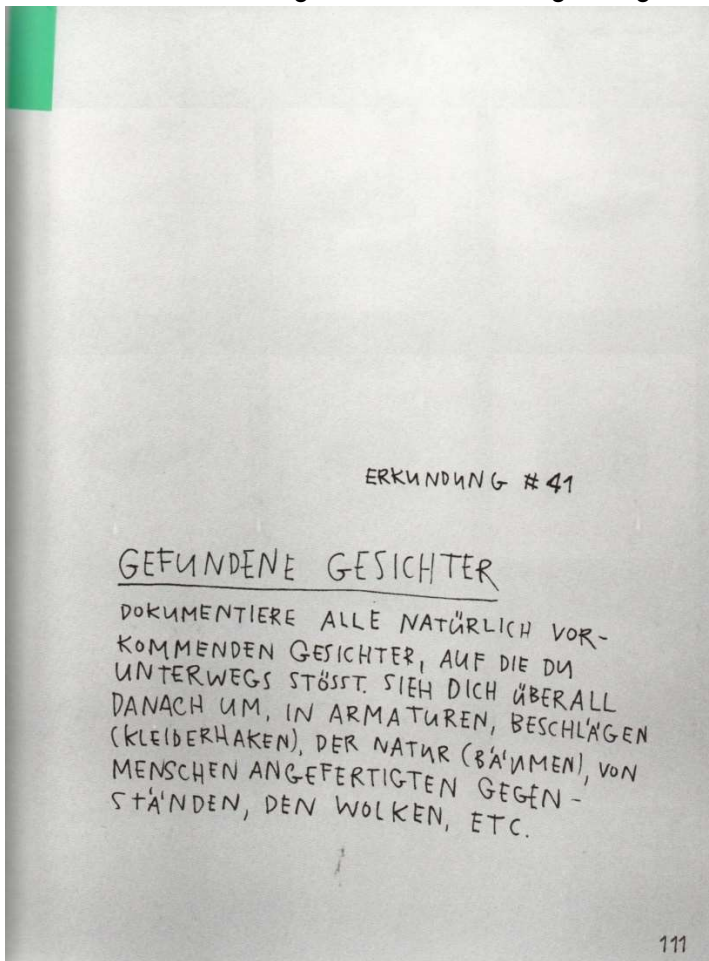 ERKUNDUNG # 41
GEFUNDENE GESICHTER
DOKUMENTIERE ALLE NATÜRLICH VOR-
KOMMENDEN GESICHTER, AUF DIE DU
UNTERWEGS STÖSST. SIEH DICH ÜBERALL
DANACH UM, IN ARMATUREN, BESCHLÄGEN
(KLEIDERHAKEN), DER NATUR (BÄUMEN), VON
MENSCHEN ANGEFERTIGTEN GEGEN-
STÄNDEN, DEN WOLKEN, ETC.
111